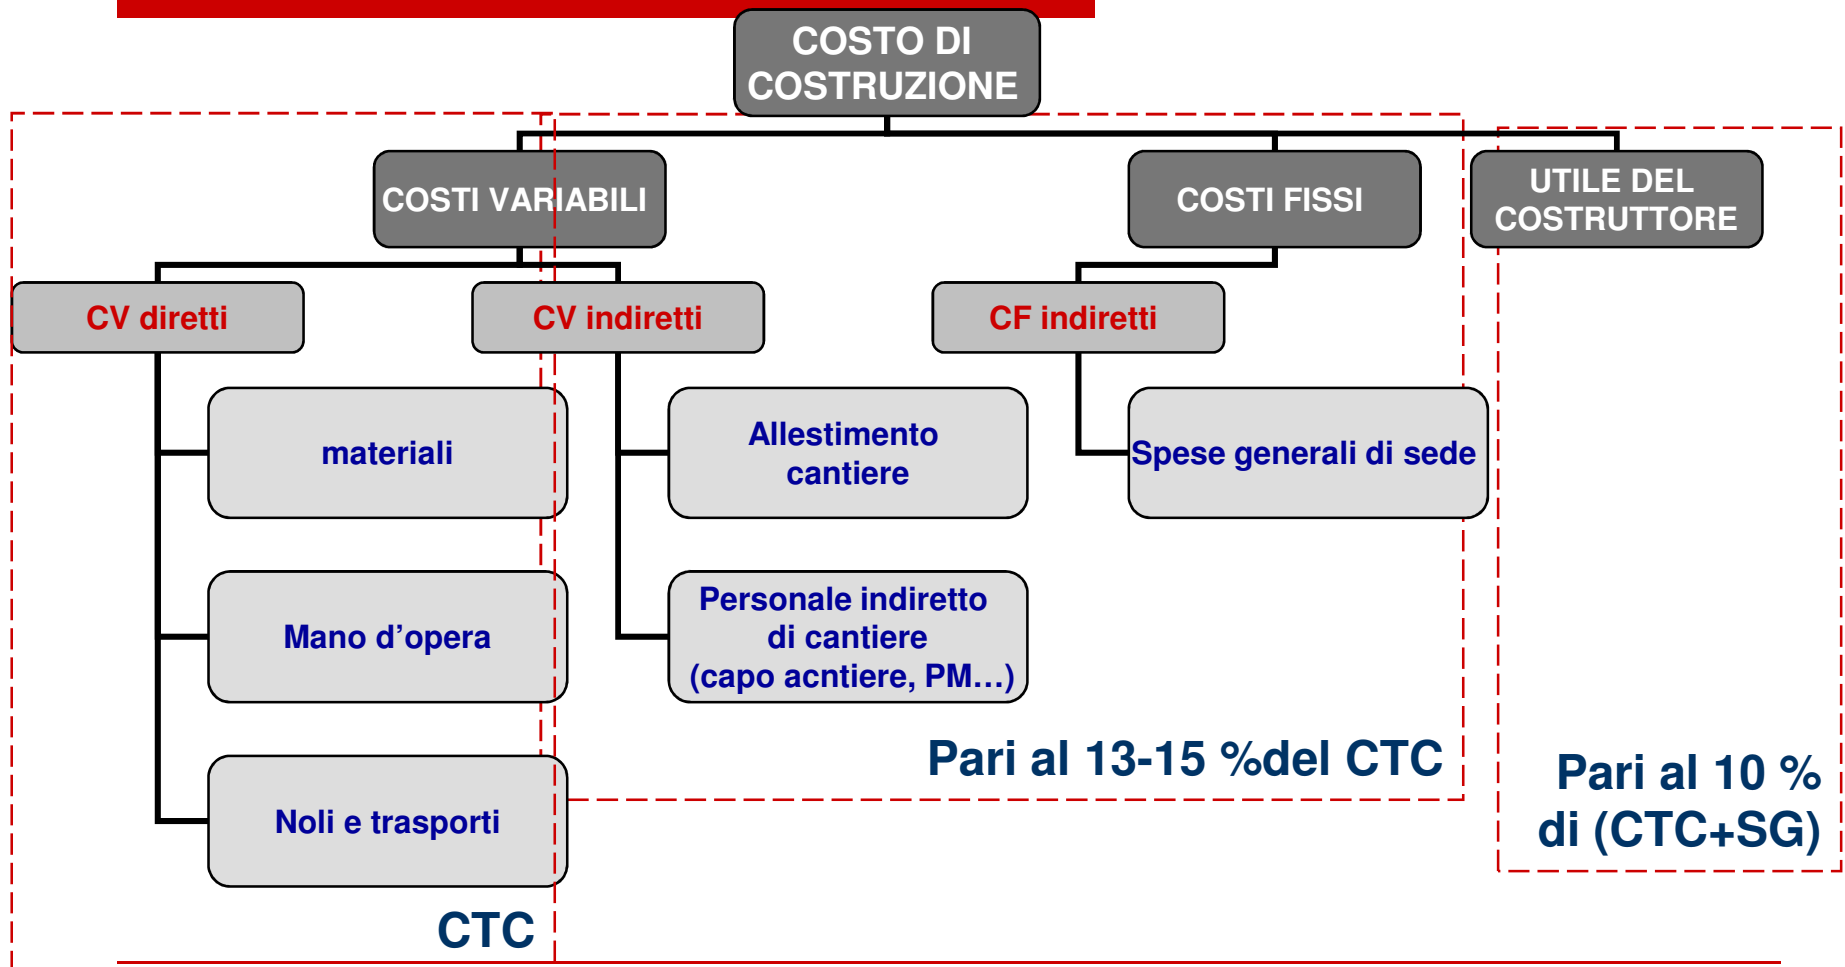 COSTO DI
COSTRUZIONE
COSTI VARIABILI
COSTI FISSI
UTILE DEL
COSTRUTTORE
CV diretti
CV indiretti
CF indiretti
materiali
Allestimento
cantiere
Spese generali di sede
Mano d’opera
Personale indiretto
di cantiere
(capo acntiere, PM…)
Noli e trasporti
Pari al 13-15 %del CTC
Pari al 10 %
di (CTC+SG)
CTC